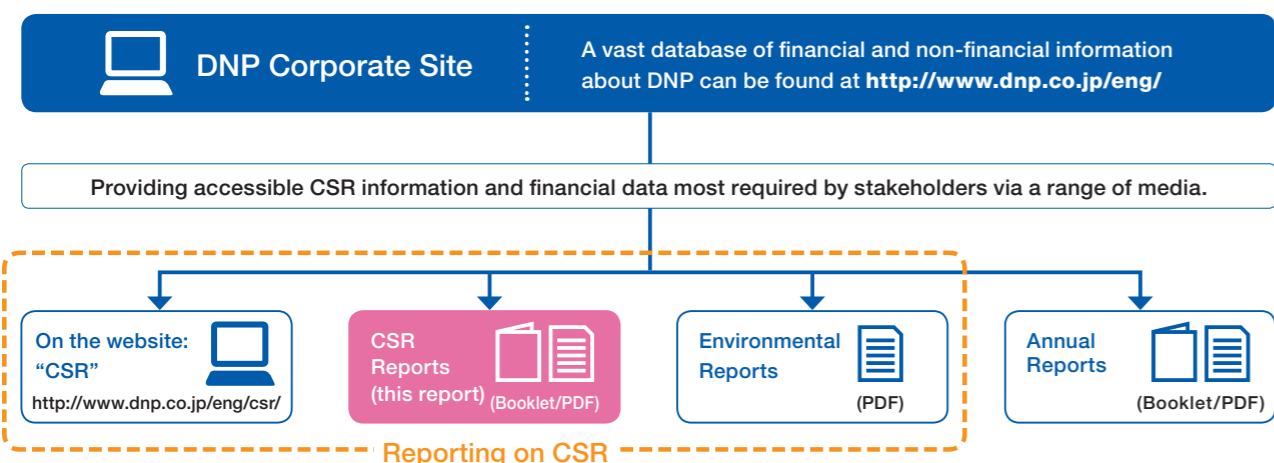 DNP Corporate Site
A vast database of financial and non-financial information
about DNP can be found at http://www.dnp.co.jp/eng/
Providing accessible CSR information and financial data most required by stakeholders via a range of media.
On the website:
“CSR”
http://www.dnp.co.jp/eng/csr/
CSR
Reports
(this report)
(Booklet/PDF)
Environmental
Reports
(PDF)
Annual
Reports
(Booklet/PDF)
Reporting on CSR